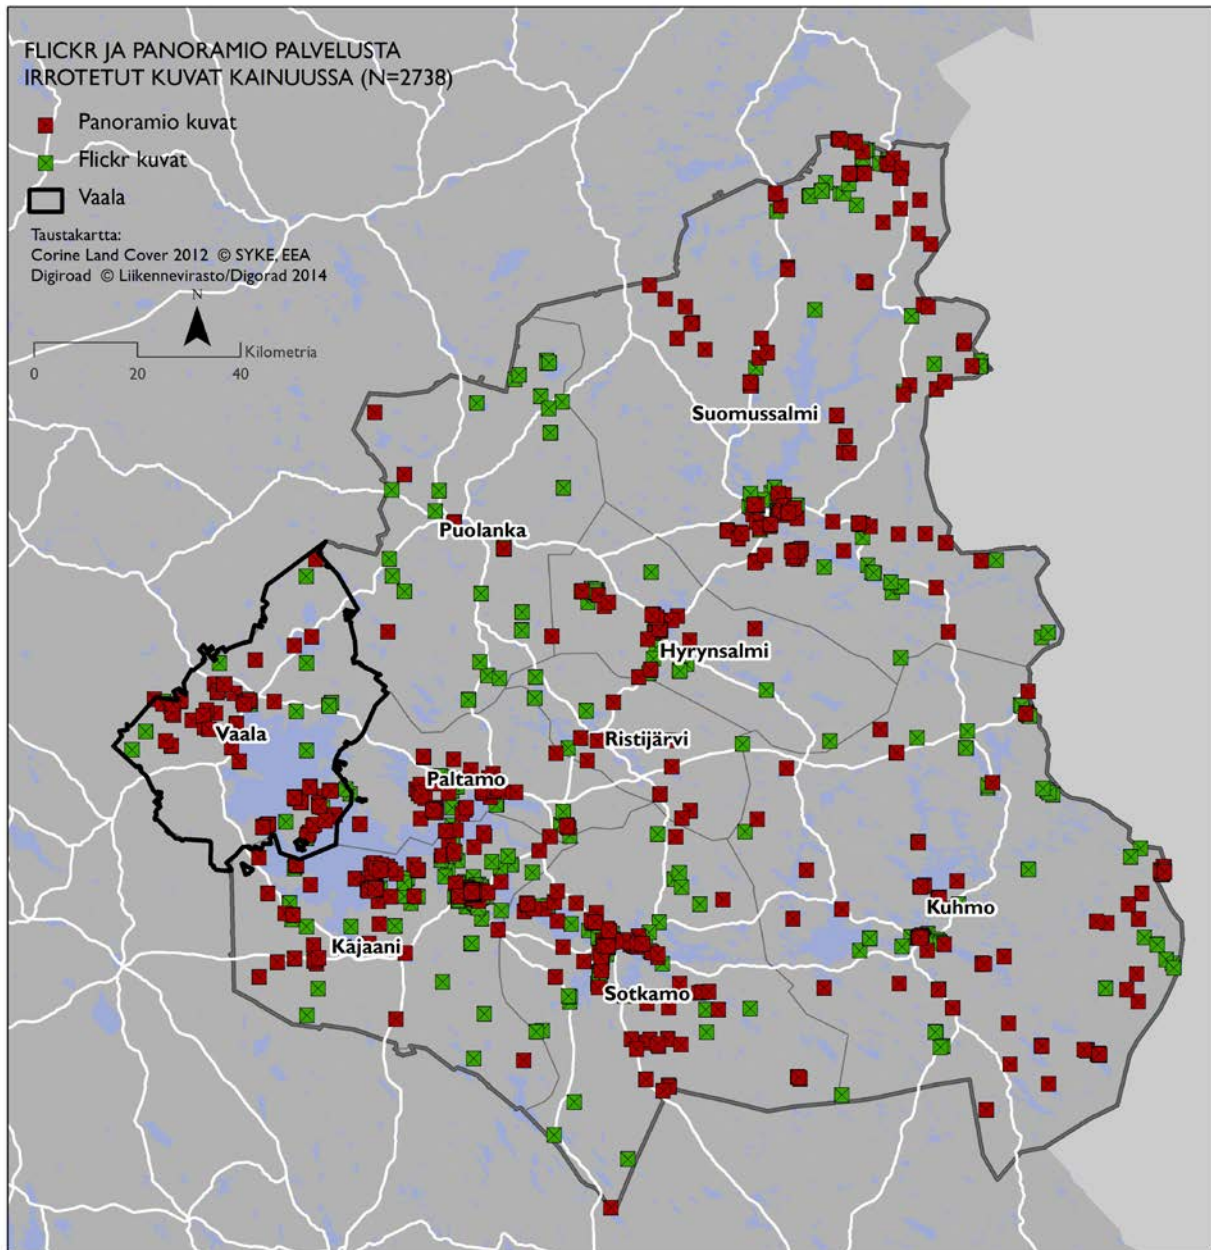 FLICKR JA PANORAMIO PALVELUSTA
IRROTETUT KUVAT KAINUUSSA (N=2738)
Panoramio kuvat
Flickr kuvat
Vaala
Taustakartta:
Corine Land Cover 2012 © SYKE, EEA
Digiroad © Liikennevirasto/Digorad 2014
N
Kilometria
0 20 40
Suomussalmi
Puolanka
Hyrynsalmi
Vaala
Ristijärvi
Paltamo
Kuhmo
Kajaani
Sotkamo